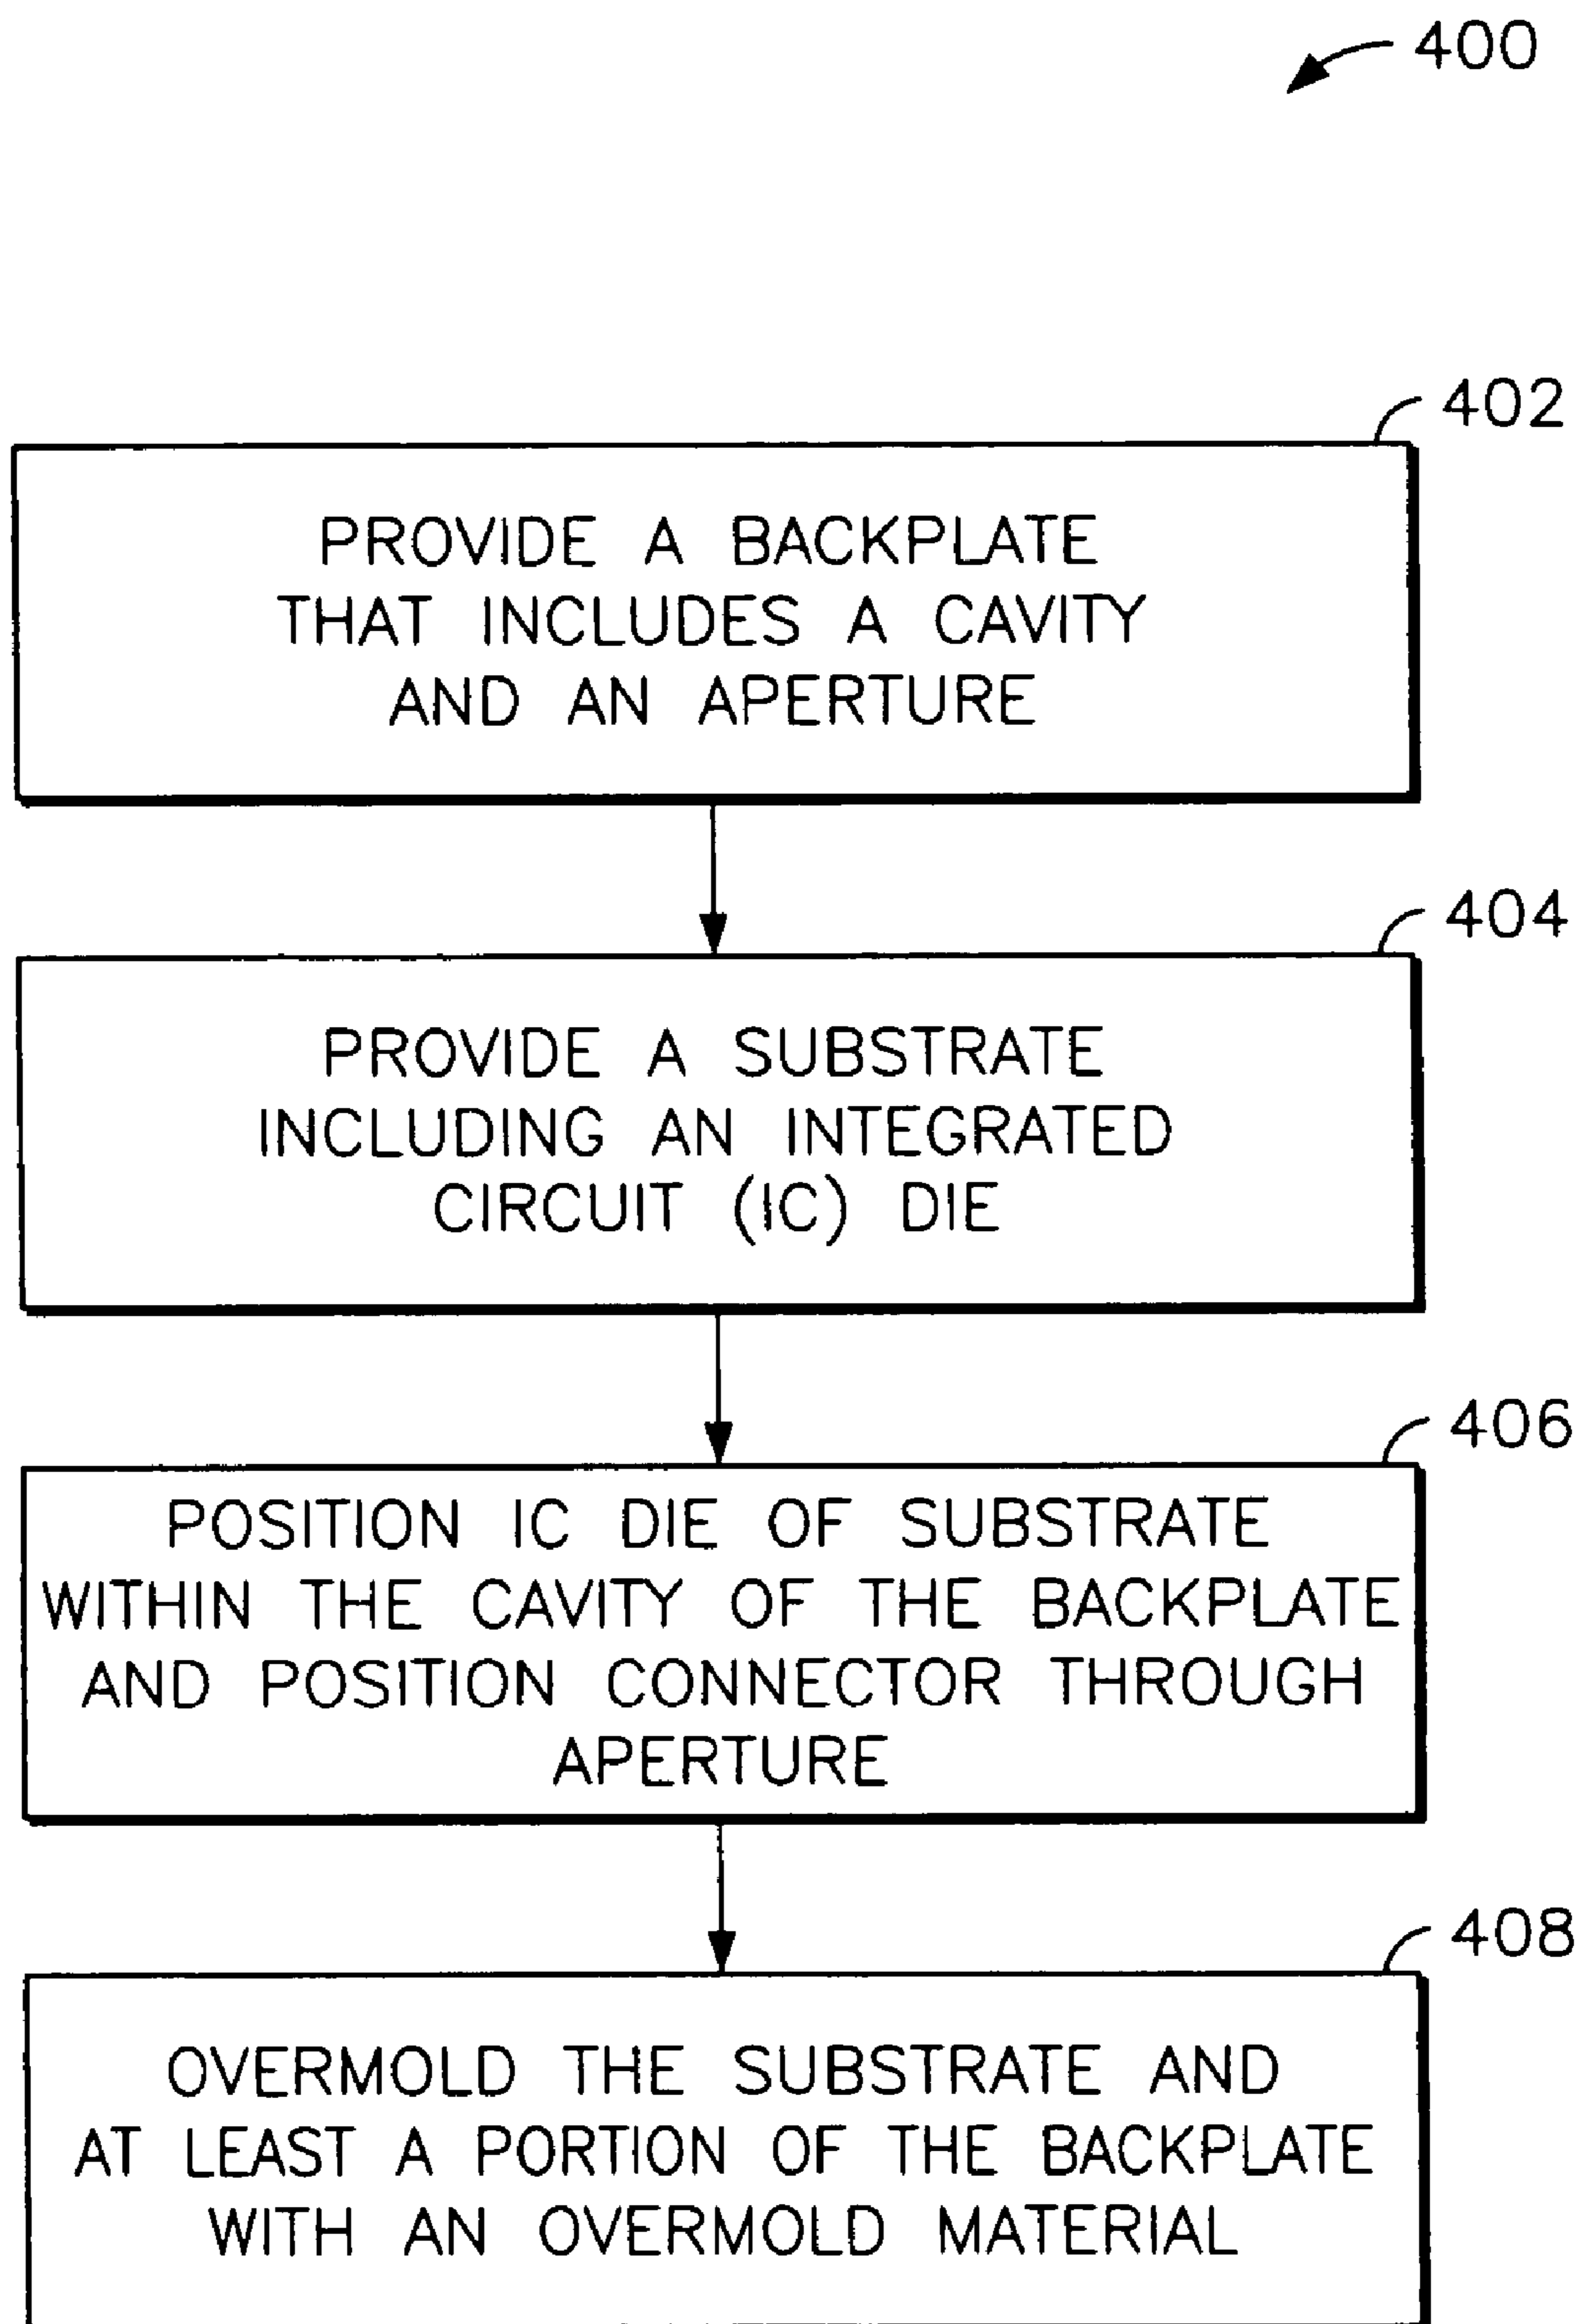 400
402
PROVIDE A BACKPLATE
THAT INCLUDES A CAVITY
AND AN APERTURE
404
PROVIDE A SUBSTRATE
INCLUDING AN INTEGRATED
CIRCUIT (IC) DIE
406
POSITION IC DIE OF SUBSTRATE
WITHIN THE CAVITY OF THE BACKPLATE
AND POSITION CONNECTOR THROUGH
APERTURE
408
OVERMOLD THE SUBSTRATE AND
AT LEAST A PORTION OF THE BACKPLATE
WITH AN OVERMOLD MATERIAL